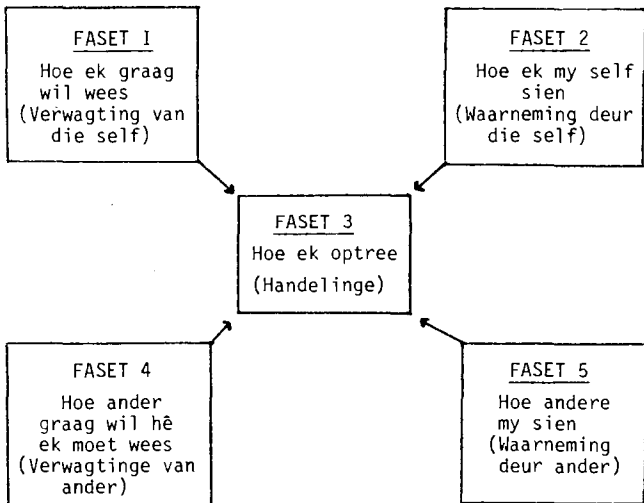 FASET I
Hoe ek graag
wil wees
(Verwagting van
die self)
FASET 2
Hoe ek my self
sien
(Waarneming deur
die self)
FASET 3
Hoe ek optree
(Handelinge)
FASET 4
Hoe ander
graag wil hê
ek moet wees
(Verwagtinge van
ander)
FASET 5
Hoe andere
my sien
(Waarneming
deur ander)